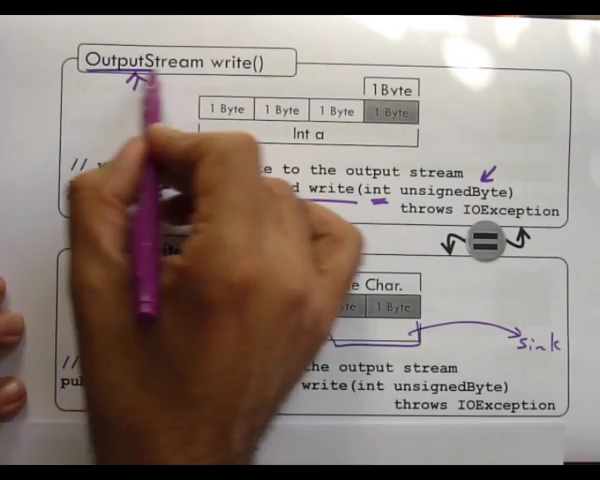 OutputStream write()
1Byte
1 Byte 1 Byte 1 Byte 1 Byte
Int a
// to the output stream
write(int unsignedByte)
throws IOException
=
Char.
1 Byte
sink
// the output stream
write(int unsignedByte)
throws IOException